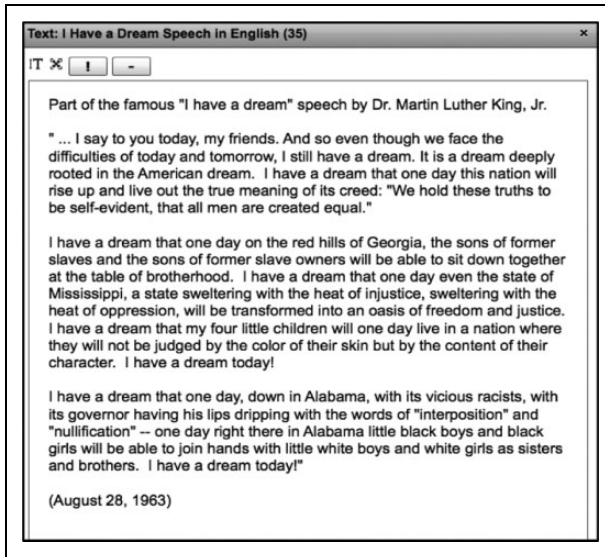 Text: I Have a Dream Speech in English (35)
×
!T ⌘ ! -
Part of the famous "I have a dream" speech by Dr. Martin Luther King, Jr.
" ... I say to you today, my friends. And so even though we face the
difficulties of today and tomorrow, I still have a dream. It is a dream deeply
rooted in the American dream.  I have a dream that one day this nation will
rise up and live out the true meaning of its creed: "We hold these truths to
be self-evident, that all men are created equal."
I have a dream that one day on the red hills of Georgia, the sons of former
slaves and the sons of former slave owners will be able to sit down together
at the table of brotherhood.  I have a dream that one day even the state of
Mississippi, a state sweltering with the heat of injustice, sweltering with the
heat of oppression, will be transformed into an oasis of freedom and justice.
I have a dream that my four little children will one day live in a nation where
they will not be judged by the color of their skin but by the content of their
character.  I have a dream today!
I have a dream that one day, down in Alabama, with its vicious racists, with
its governor having his lips dripping with the words of "interposition" and
"nullification" -- one day right there in Alabama little black boys and black
girls will be able to join hands with little white boys and white girls as sisters
and brothers.  I have a dream today!"
(August 28, 1963)